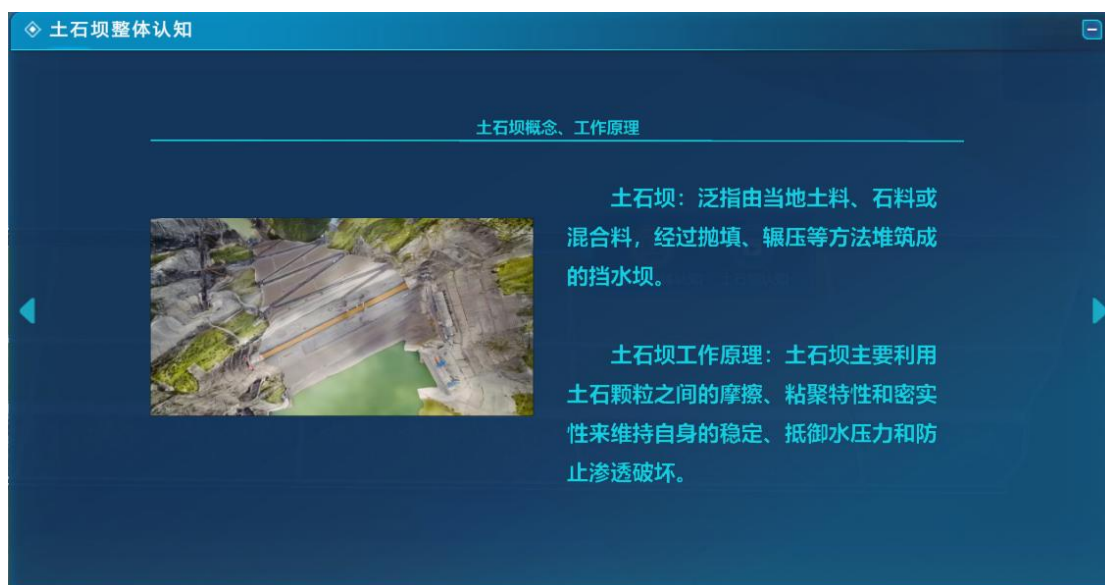 土石坝整体认知
土石坝概念、工作原理
土石坝：泛指由当地土料、石料或
混合料，经过抛填、辗压等方法堆筑成
的挡水坝。
土石坝工作原理：土石坝主要利用
土石颗粒之间的摩擦、粘聚特性和密实
性来维持自身的稳定、抵御水压力和防
止渗透破坏。